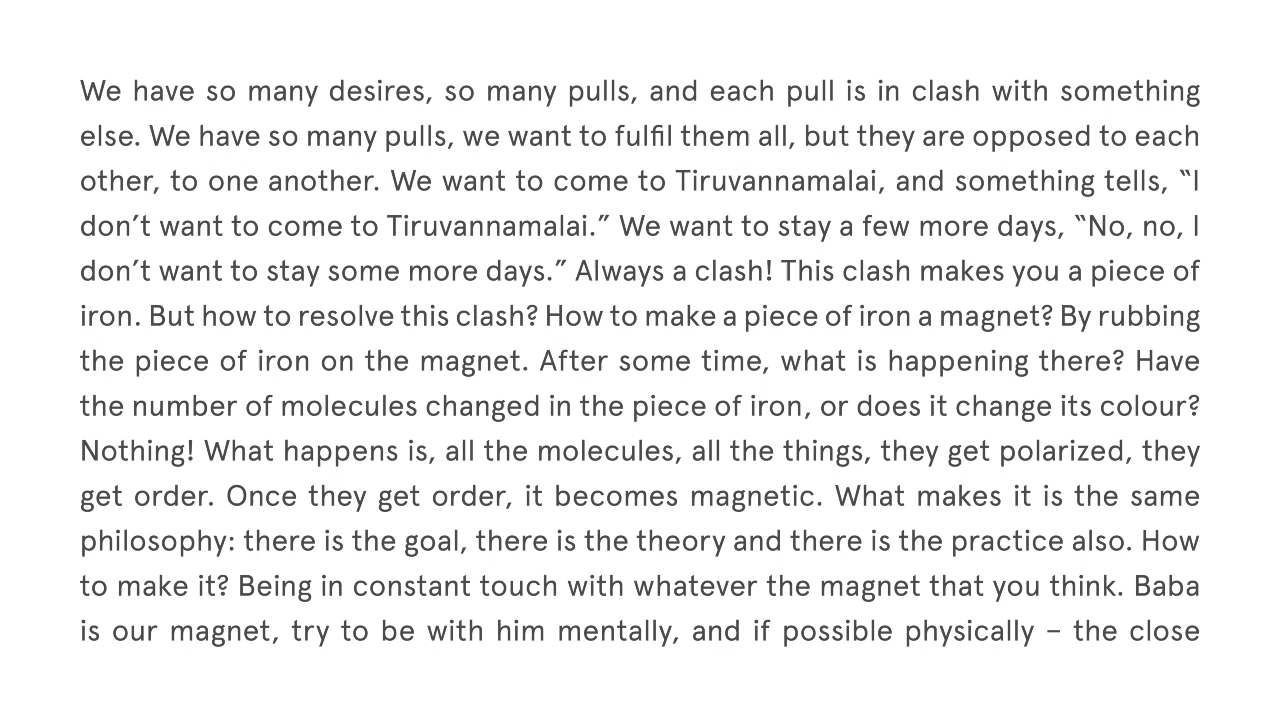 We have so many desires, so many pulls, and each pull is in clash with something
else. We have so many pulls, we want to fulfil them all, but they are opposed to each
other, to one another. We want to come to Tiruvannamalai, and something tells, “I
don’t want to come to Tiruvannamalai.” We want to stay a few more days, “No, no, I
don’t want to stay some more days.” Always a clash! This clash makes you a piece of
iron. But how to resolve this clash? How to make a piece of iron a magnet? By rubbing
the piece of iron on the magnet. After some time, what is happening there? Have
the number of molecules changed in the piece of iron, or does it change its colour?
Nothing! What happens is, all the molecules, all the things, they get polarized, they
get order. Once they get order, it becomes magnetic. What makes it is the same
philosophy: there is the goal, there is the theory and there is the practice also. How
to make it? Being in constant touch with whatever the magnet that you think. Baba
is our magnet, try to be with him mentally, and if possible physically – the close